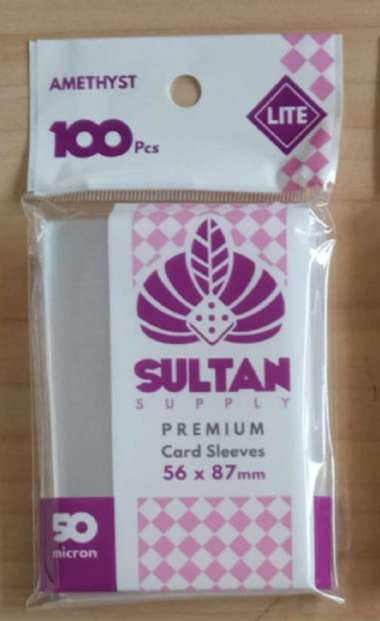 AMETHYST
100 Pcs
LITE
SULTAN
SUPPLY
PREMIUM
Card Sleeves
56 x 87mm
50
micron